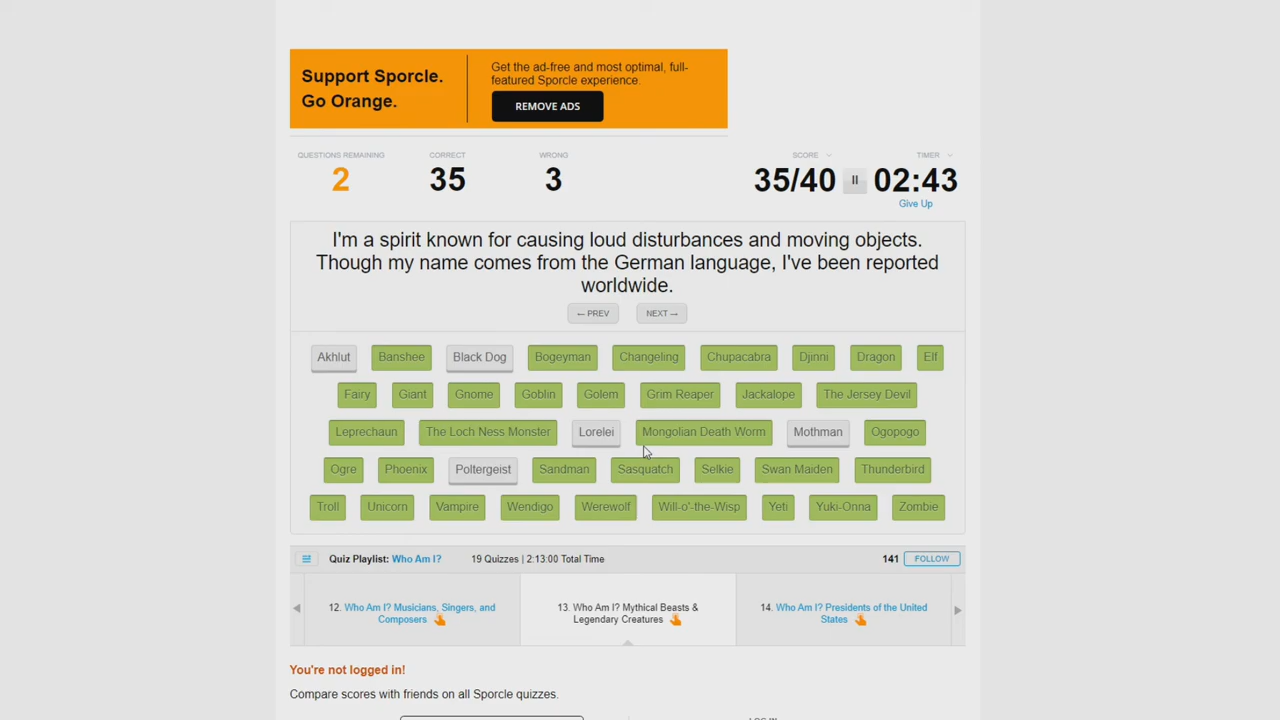 Support Sporcle.
Go Orange.
Get the ad-free and most optimal, full-
featured Sporcle experience.
REMOVE ADS
QUESTIONS REMAINING
2
CORRECT
35
WRONG
3
SCORE
35/40
TIMER
02:43
Give Up
I'm a spirit known for causing loud disturbances and moving objects.
Though my name comes from the German language, I've been reported
worldwide.
← PREV
NEXT →
Akhlut Banshee Black Dog Bogeyman Changeling Chupacabra Djinni Dragon Elf
Fairy Giant Gnome Goblin Golem Grim Reaper Jackalope The Jersey Devil
Leprechaun The Loch Ness Monster Lorelei Mongolian Death Worm Mothman Ogopogo
Ogre Phoenix Poltergeist Sandman Sasquatch Selkie Swan Maiden Thunderbird
Troll Unicorn Vampire Wendigo Werewolf Will-o'-the-Wisp Yeti Yuki-Onna Zombie
Quiz Playlist: Who Am I? 19 Quizzes | 2:13:00 Total Time 141 FOLLOW
12. Who Am I? Musicians, Singers, and
Composers
13. Who Am I? Mythical Beasts &
Legendary Creatures
14. Who Am I? Presidents of the United
States
You're not logged in!
Compare scores with friends on all Sporcle quizzes.